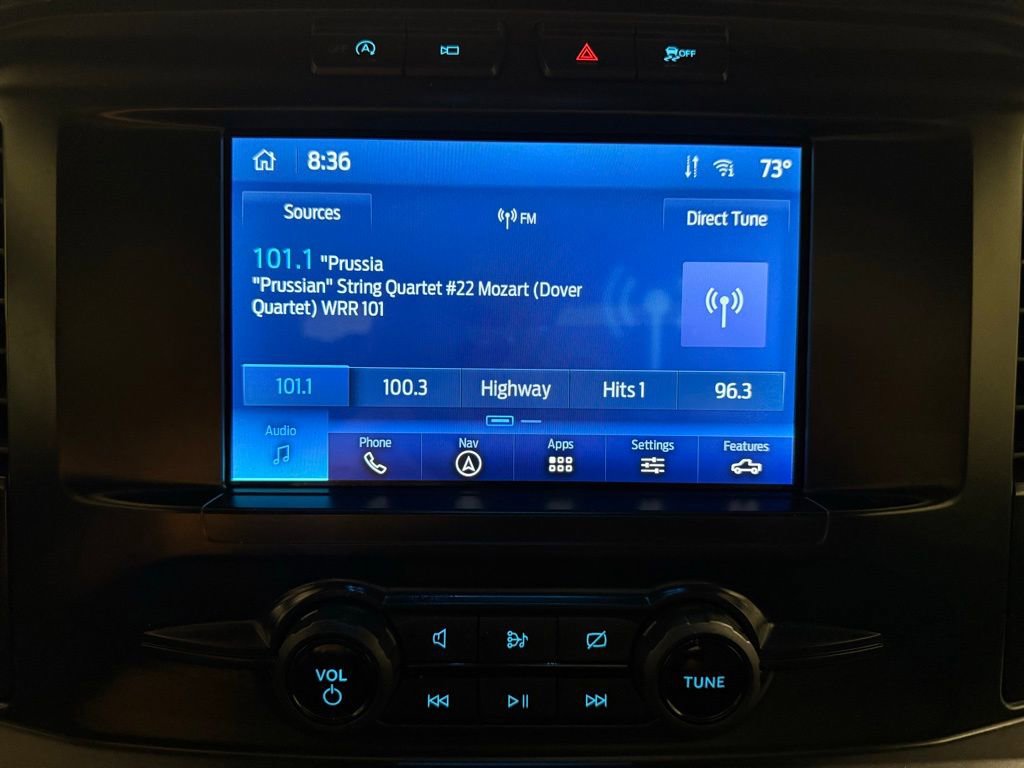 OFF
OFF
8:36
73°
Sources
FM
Direct Tune
101.1 "Prussia
"Prussian" String Quartet #22 Mozart (Dover
Quartet) WRR 101
101.1 100.3 Highway Hits 1 96.3
Audio Phone Nav Apps Settings Features
VOL
TUNE